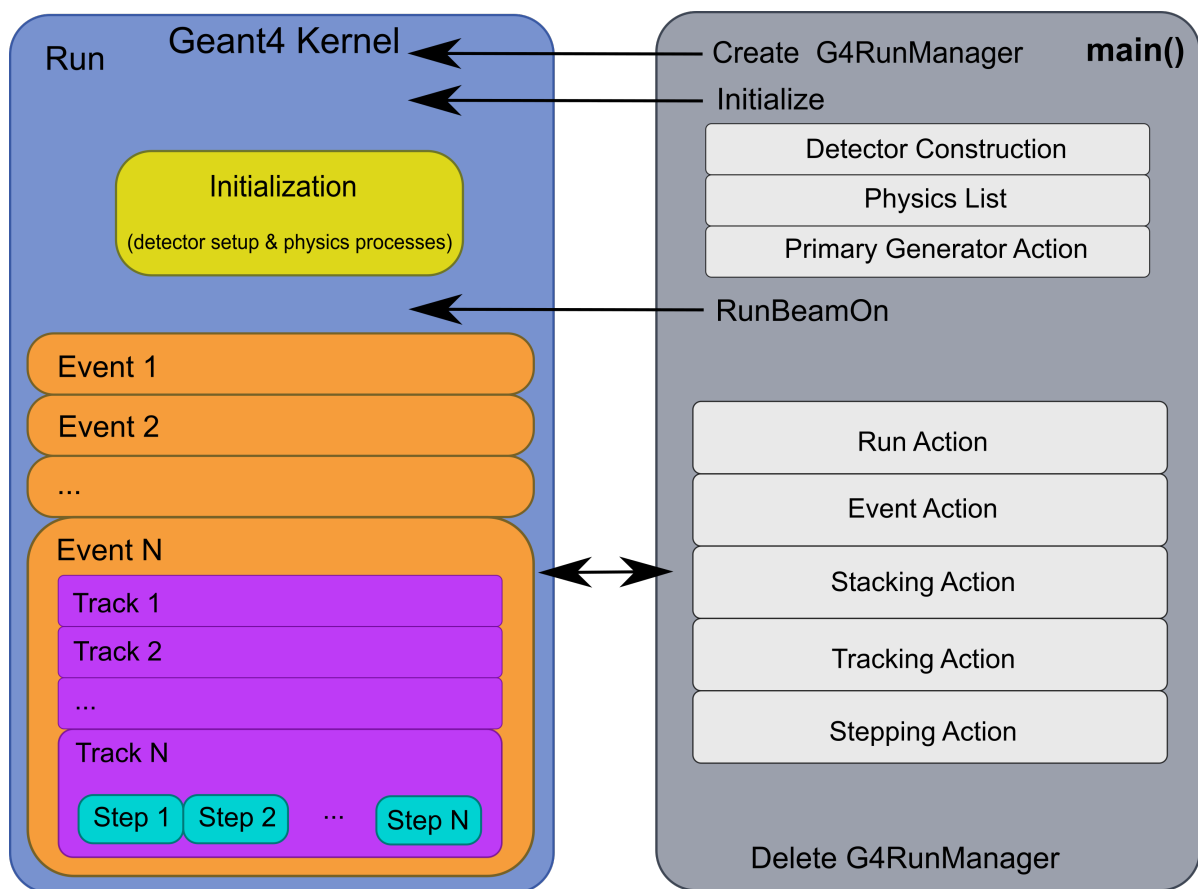 Geant4 Kernel
Run
Initialization
(detector setup & physics processes)
Event 1
Event 2
...
Event N
Track 1
Track 2
...
Track N
Step 1
Step 2
...
Step N
main()
Create G4RunManager
Initialize
Detector Construction
Physics List
Primary Generator Action
RunBeamOn
Run Action
Event Action
Stacking Action
Tracking Action
Stepping Action
Delete G4RunManager